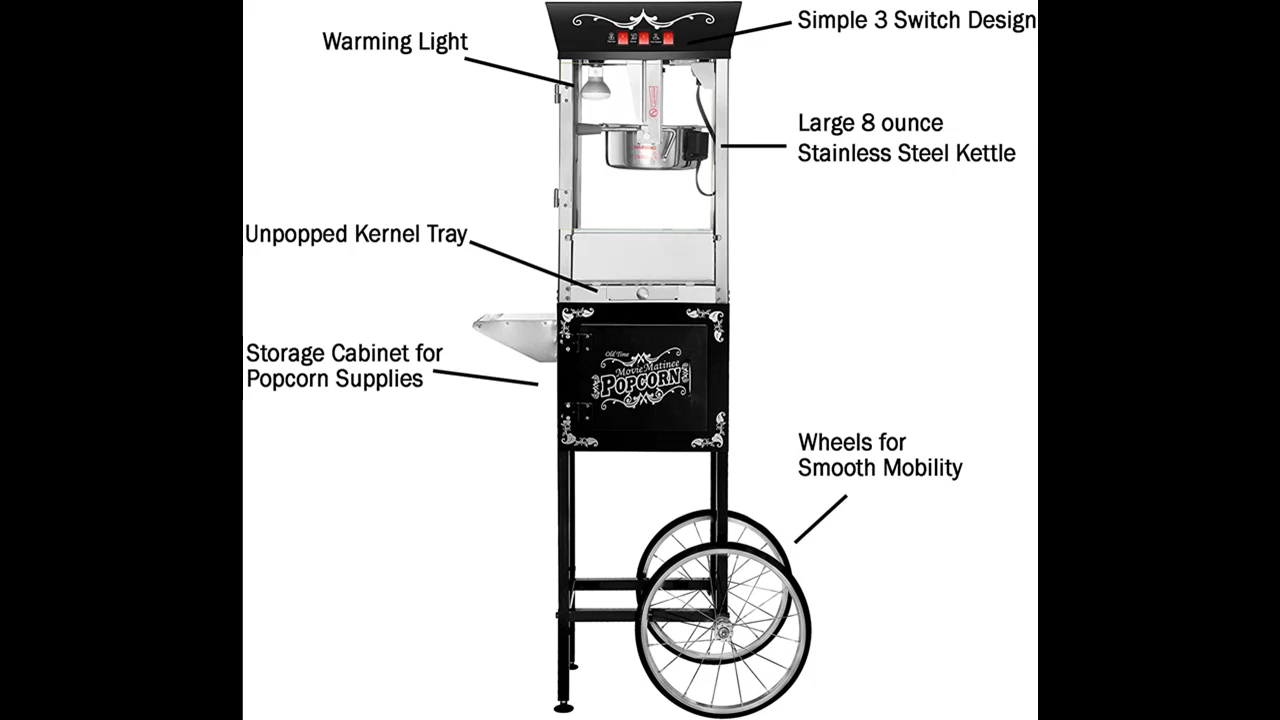 Simple 3 Switch Design
Warming Light
Large 8 ounce
Stainless Steel Kettle
Unpopped Kernel Tray
Storage Cabinet for
Popcorn Supplies
Old Time
Movie Matinee
POPCORN
Wheels for
Smooth Mobility